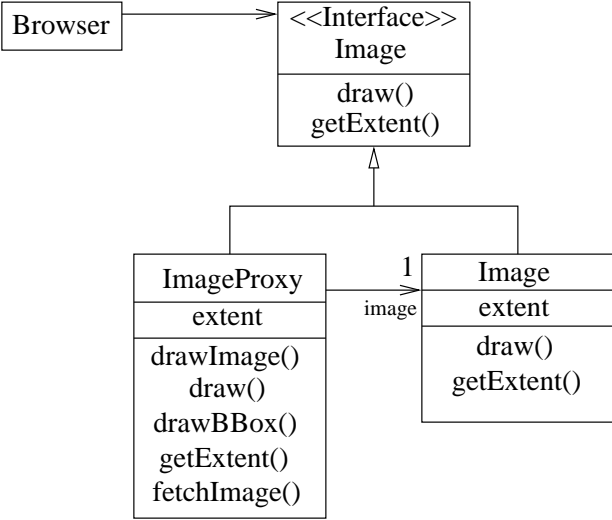 Browser
<<Interface>>
Image
draw()
getExtent()
ImageProxy
extent
drawImage()
draw()
drawBBox()
getExtent()
fetchImage()
1
image
Image
extent
draw()
getExtent()